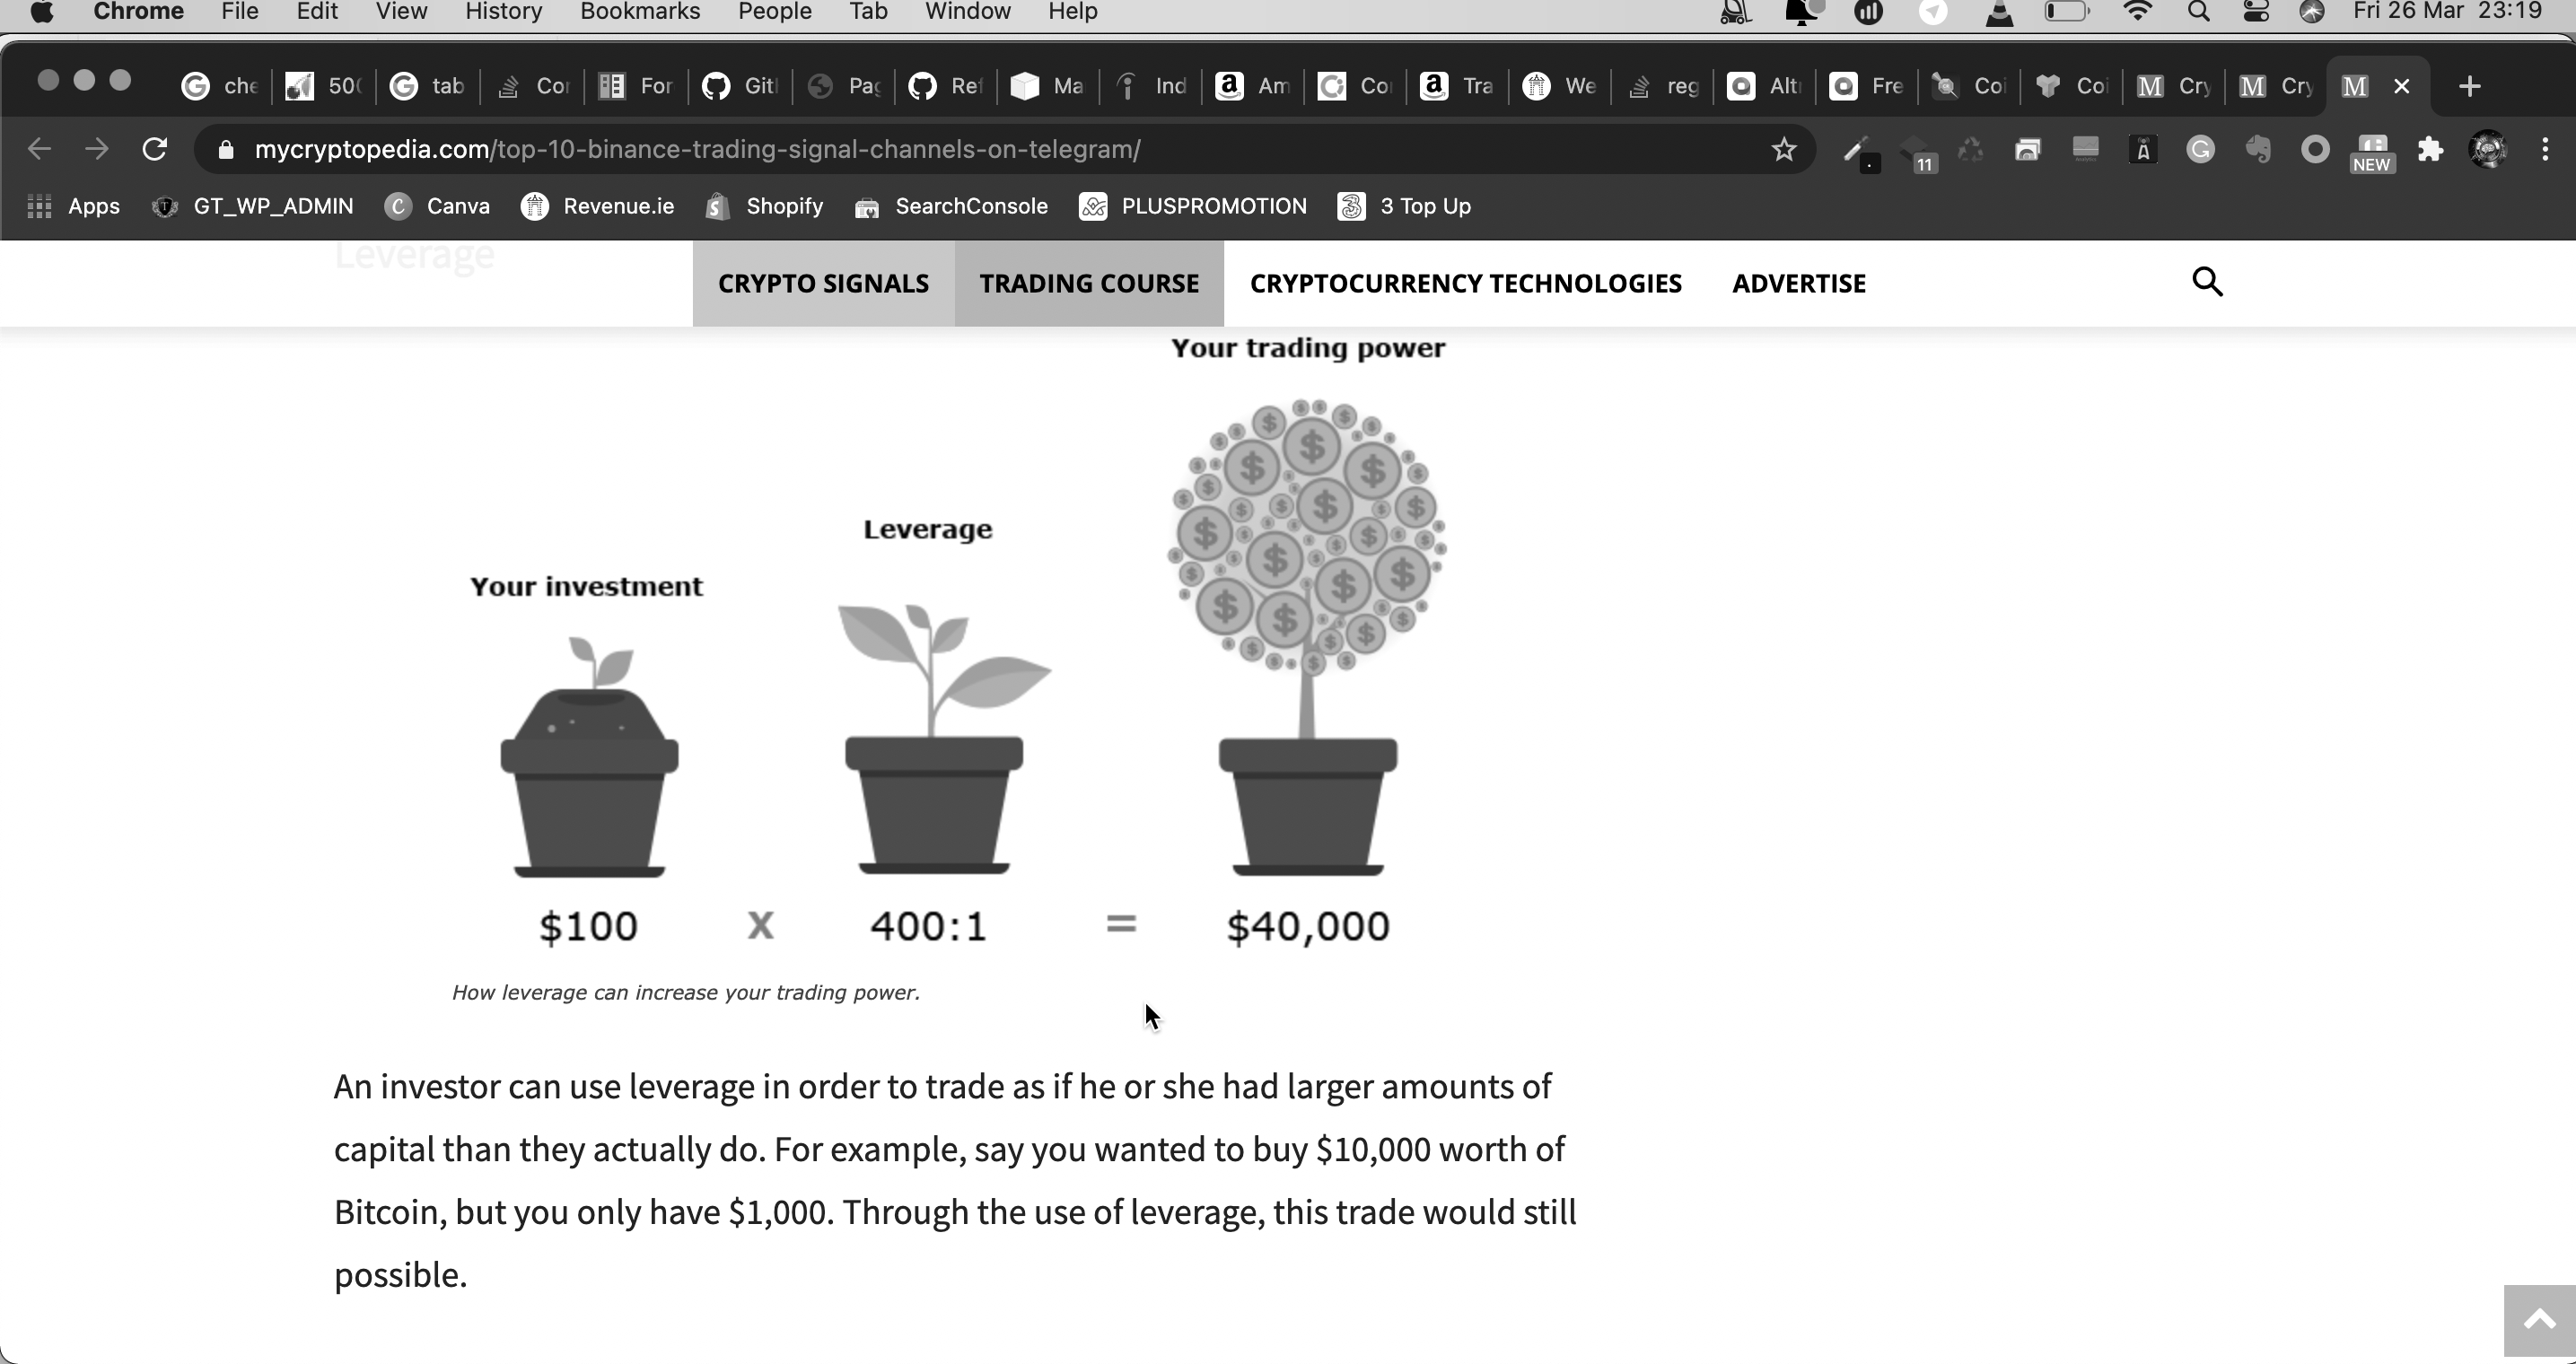 Chrome File Edit View History Bookmarks People Tab Window Help Fri 26 Mar 23:19
che 50 tab Co For Git Pag Ref Ma Ind Am Co Tra We reg Alt Fre Coi Coi Cry Cry
mycryptopedia.com/top-10-binance-trading-signal-channels-on-telegram/ 11 NEW
Apps GT_WP_ADMIN Canva Revenue.ie Shopify SearchConsole PLUSPROMOTION 3 Top Up
Leverage
CRYPTO SIGNALS TRADING COURSE CRYPTOCURRENCY TECHNOLOGIES ADVERTISE
Your trading power
Leverage
Your investment
$100 x 400:1 = $40,000
How leverage can increase your trading power.
An investor can use leverage in order to trade as if he or she had larger amounts of
capital than they actually do. For example, say you wanted to buy $10,000 worth of
Bitcoin, but you only have $1,000. Through the use of leverage, this trade would still
possible.